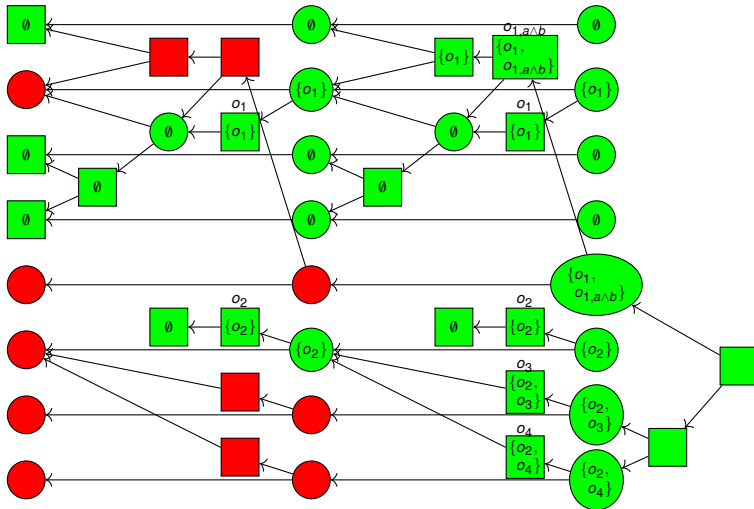 ∅ ∅ o₁,ₐ∧b ∅
{o₁} {o₁,
o₁,ₐ∧b}
{o₁} {o₁}
o₁ o₁
∅ {o₁} ∅ {o₁}
∅ ∅ ∅
∅ ∅
∅ ∅ ∅
{o₁,
o₁,ₐ∧b}
o₂ o₂
∅ {o₂} ∅ {o₂}
{o₂} {o₂}
o₃
{o₂,
o₃}
{o₂,
o₃}
o₄
{o₂,
o₄}
{o₂,
o₄}